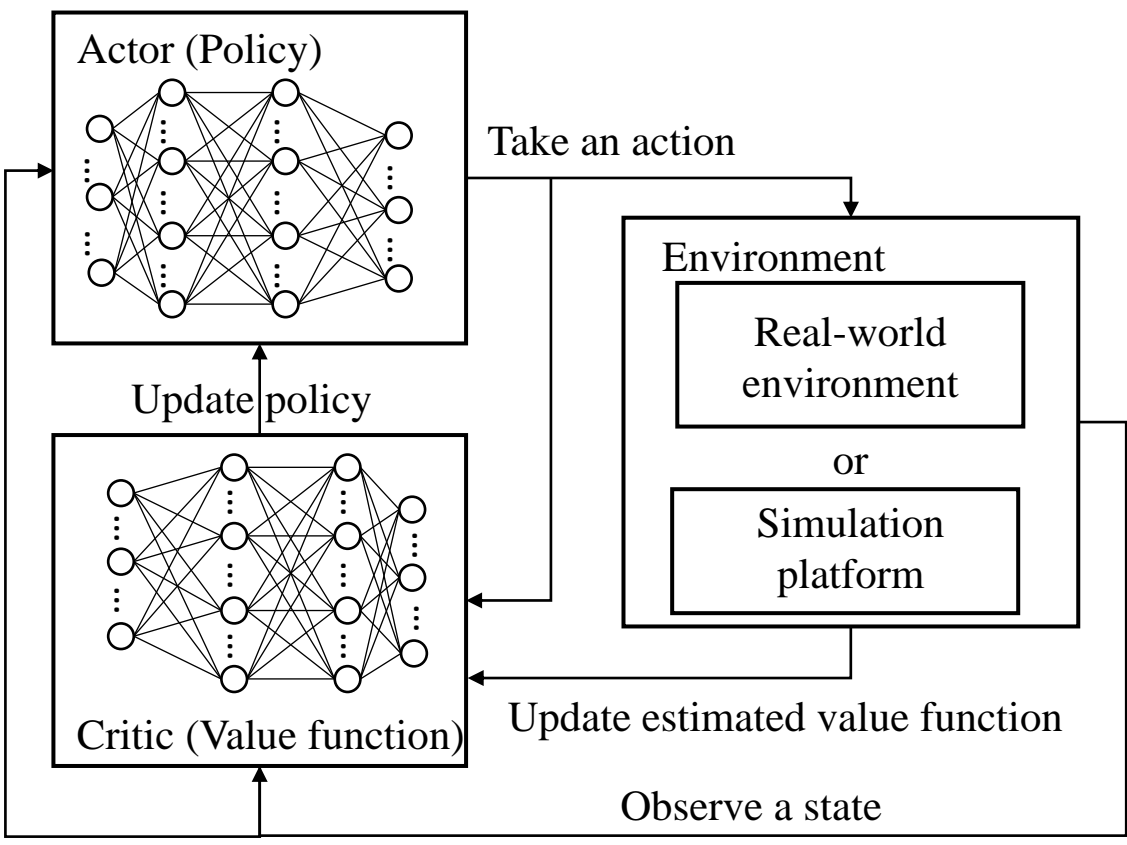 Actor (Policy)
Take an action
Environment
Real-world
environment
Update policy
or
Simulation
platform
Update estimated value function
Critic (Value function)
Observe a state